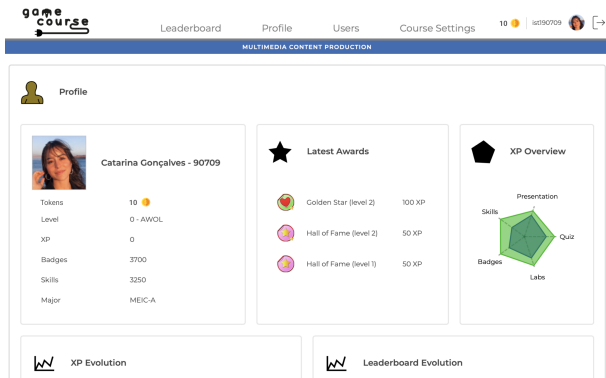 game
course
Leaderboard Profile Users Course Settings 10 ist190709
MULTIMEDIA CONTENT PRODUCTION
Profile
Catarina Gonçalves - 90709
Tokens 10
Level 0 - AWOL
XP 0
Badges 3700
Skills 3250
Major MEIC-A
Latest Awards
Golden Star (level 2) 100 XP
Hall of Fame (level 2) 50 XP
Hall of Fame (level 1) 50 XP
XP Overview
Presentation
Skills
Quiz
Badges
Labs
XP Evolution
Leaderboard Evolution